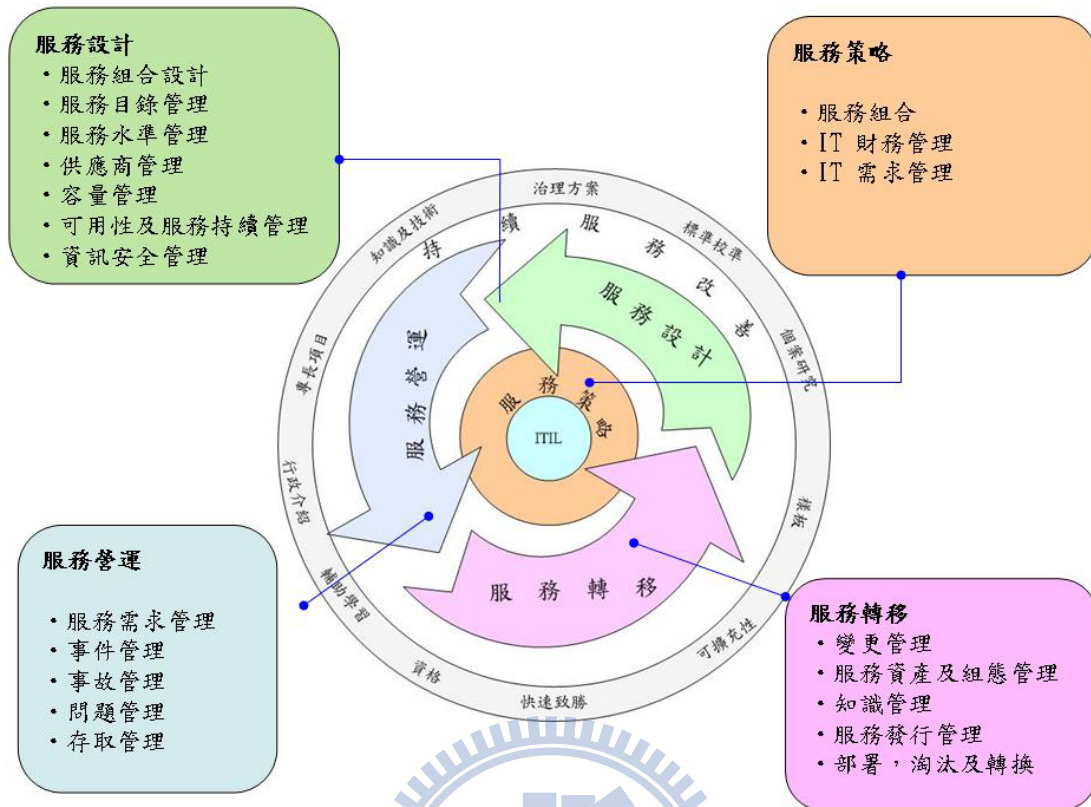 服務設計
・服務組合設計
・服務目錄管理
・服務水準管理
・供應商管理
・容量管理
・可用性及服務持續管理
・資訊安全管理
服務策略
・服務組合
・IT 財務管理
・IT 需求管理
治理方案
標準校準
個案研究
樣板
可擴充性
快速致勝
資格
輔助學習
行政介紹
專長項目
知識及技術
持續服務改善
服務設計
服務營運
服務策略
ITIL
服務轉移
服務營運
・服務需求管理
・事件管理
・事故管理
・問題管理
・存取管理
服務轉移
・變更管理
・服務資產及組態管理
・知識管理
・服務發行管理
・部署，淘汰及轉換